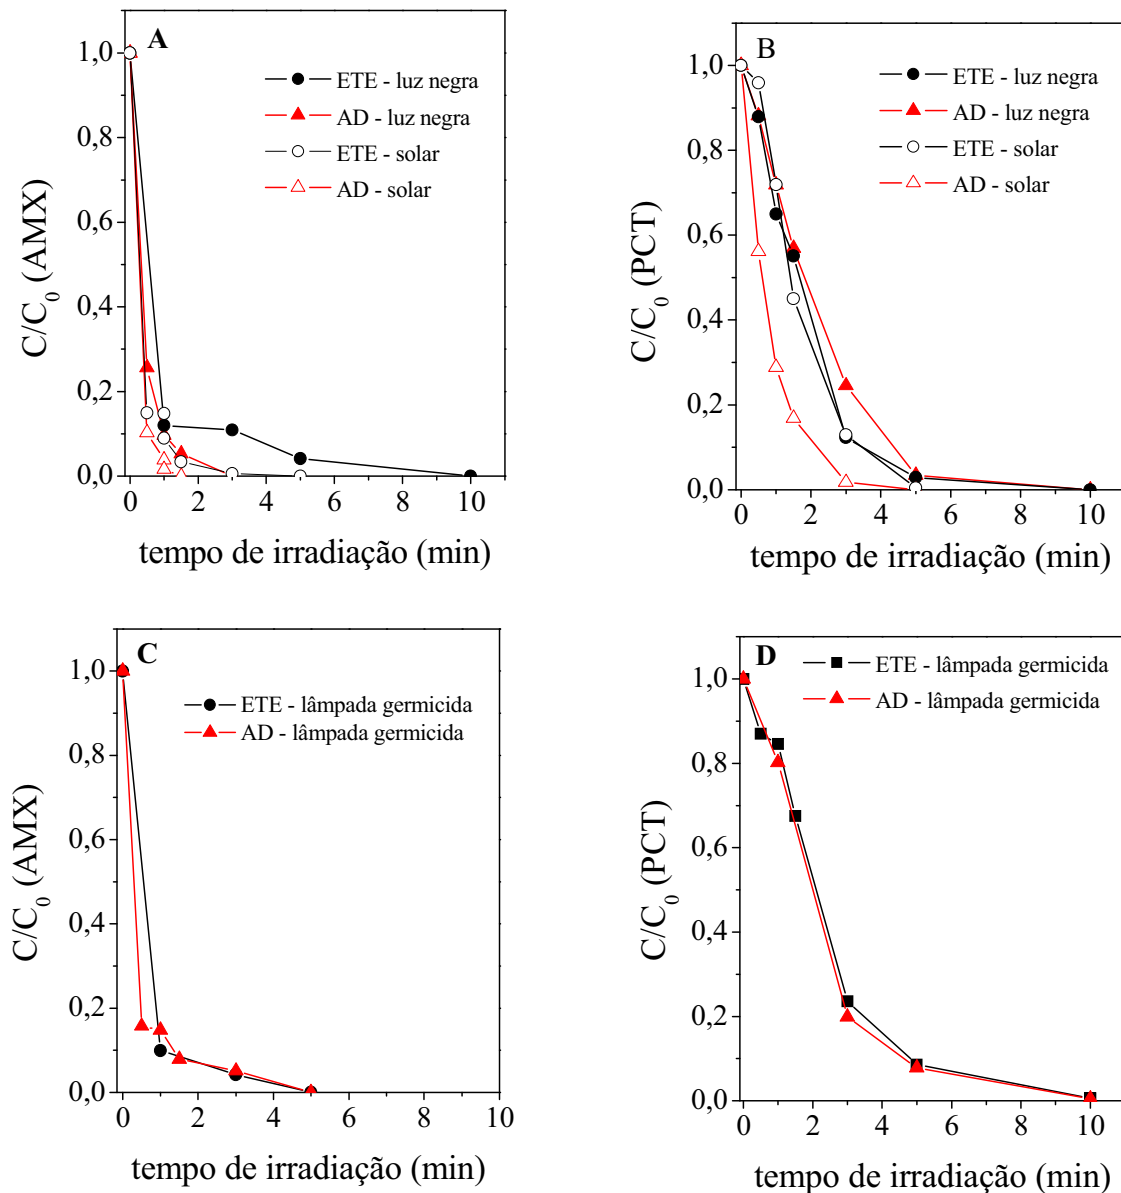 A
ETE - luz negra
AD - luz negra
ETE - solar
AD - solar
1,0
0,8
0,6
0,4
0,2
0,0
C/C₀ (AMX)
0 2 4 6 8 10
tempo de irradiação (min)
B
ETE - luz negra
AD - luz negra
ETE - solar
AD - solar
1,0
0,8
0,6
0,4
0,2
0,0
C/C₀ (PCT)
0 2 4 6 8 10
tempo de irradiação (min)
C
ETE - lâmpada germicida
AD - lâmpada germicida
1,0
0,8
0,6
0,4
0,2
0,0
C/C₀ (AMX)
0 2 4 6 8 10
tempo de irradiação (min)
D
ETE - lâmpada germicida
AD - lâmpada germicida
1,0
0,8
0,6
0,4
0,2
0,0
C/C₀ (PCT)
0 2 4 6 8 10
tempo de irradiação (min)